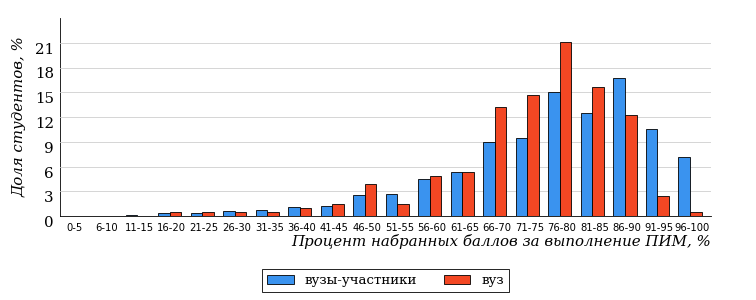 Доля студентов, %
21
18
15
12
9
6
3
0
0-5 6-10 11-15 16-20 21-25 26-30 31-35 36-40 41-45 46-50 51-55 56-60 61-65 66-70 71-75 76-80 81-85 86-90 91-95 96-100
Процент набранных баллов за выполнение ПИМ, %
вузы-участники вуз